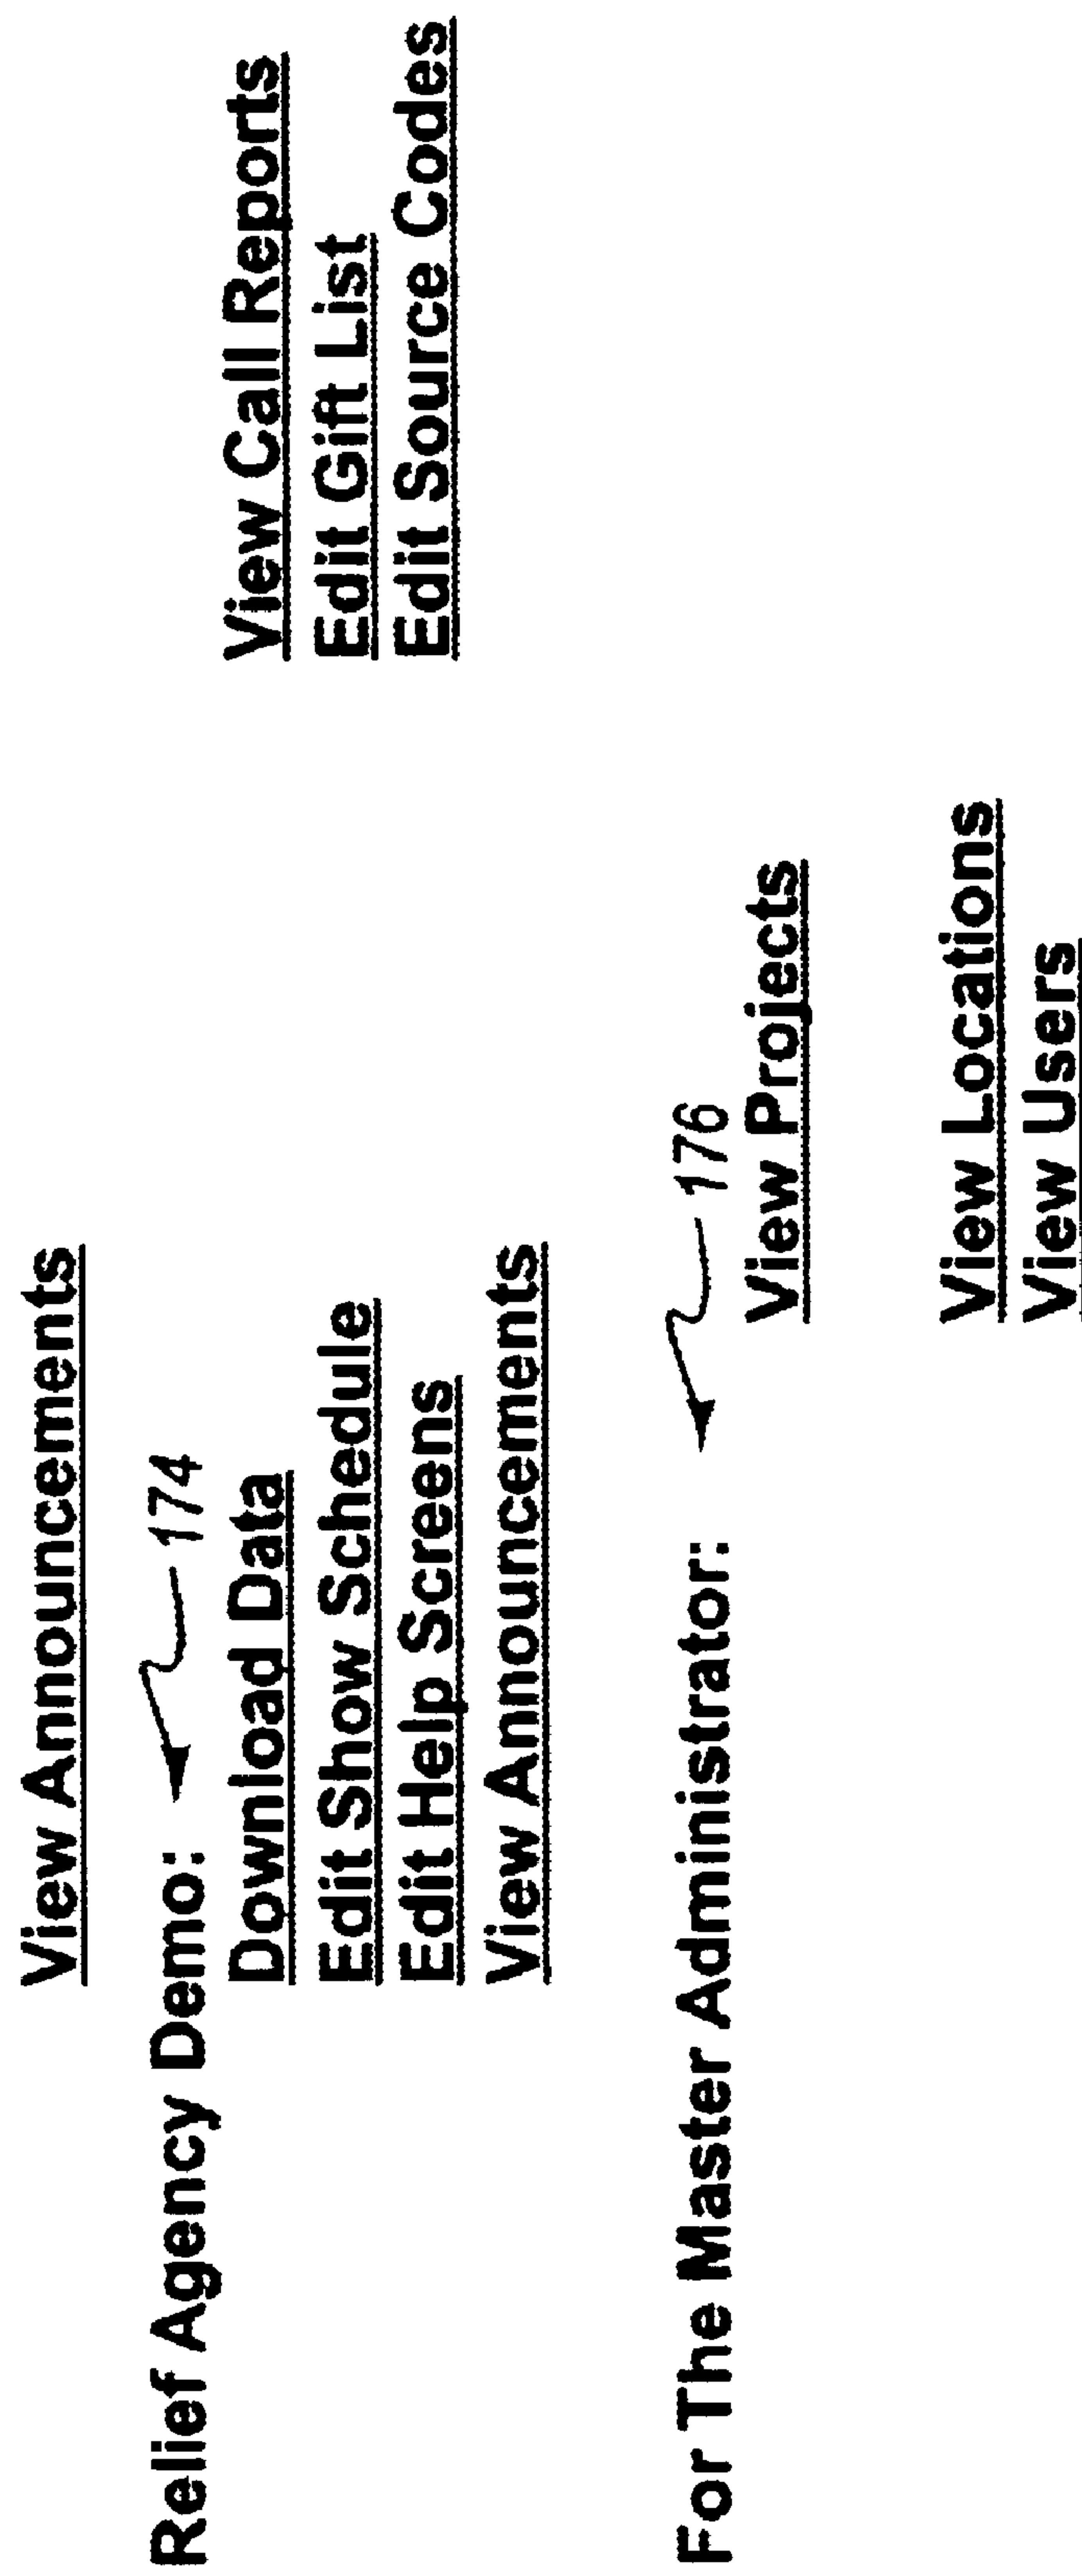 View Announcements
Relief Agency Demo: 174
Download Data View Call Reports
Edit Show Schedule Edit Gift List
Edit Help Screens Edit Source Codes
View Announcements
For The Master Administrator: 176
View Projects
View Locations
View Users